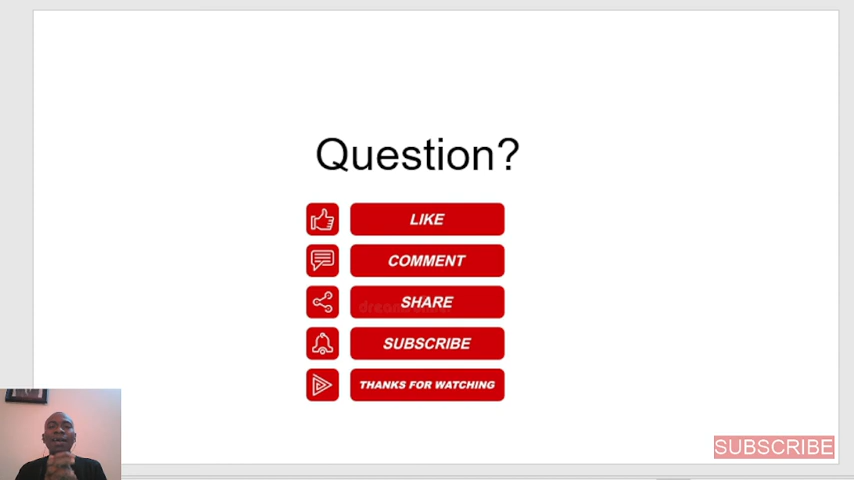 Question?
LIKE
COMMENT
SHARE
SUBSCRIBE
THANKS FOR WATCHING
SUBSCRIBE